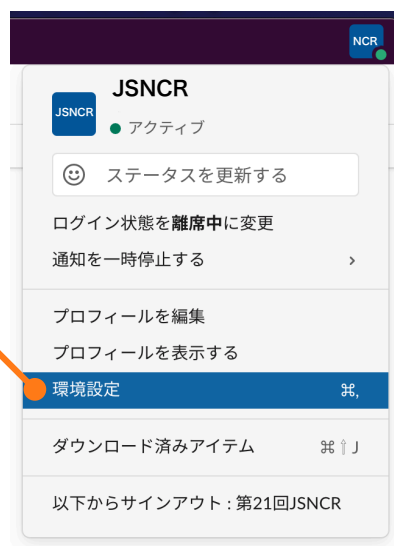 NCR
JSNCR
JSNCR
アクティブ
ステータスを更新する
ログイン状態を離席中に変更
通知を一時停止する
プロフィールを編集
プロフィールを表示する
環境設定 ⌘,
ダウンロード済みアイテム ⌘⇧J
以下からサインアウト : 第21回JSNCR